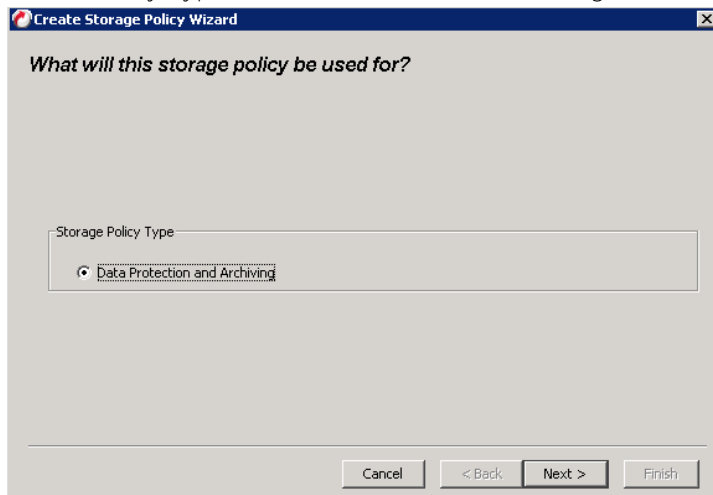 Create Storage Policy Wizard
What will this storage policy be used for?
Storage Policy Type
Data Protection and Archiving
Cancel
< Back
Next >
Finish